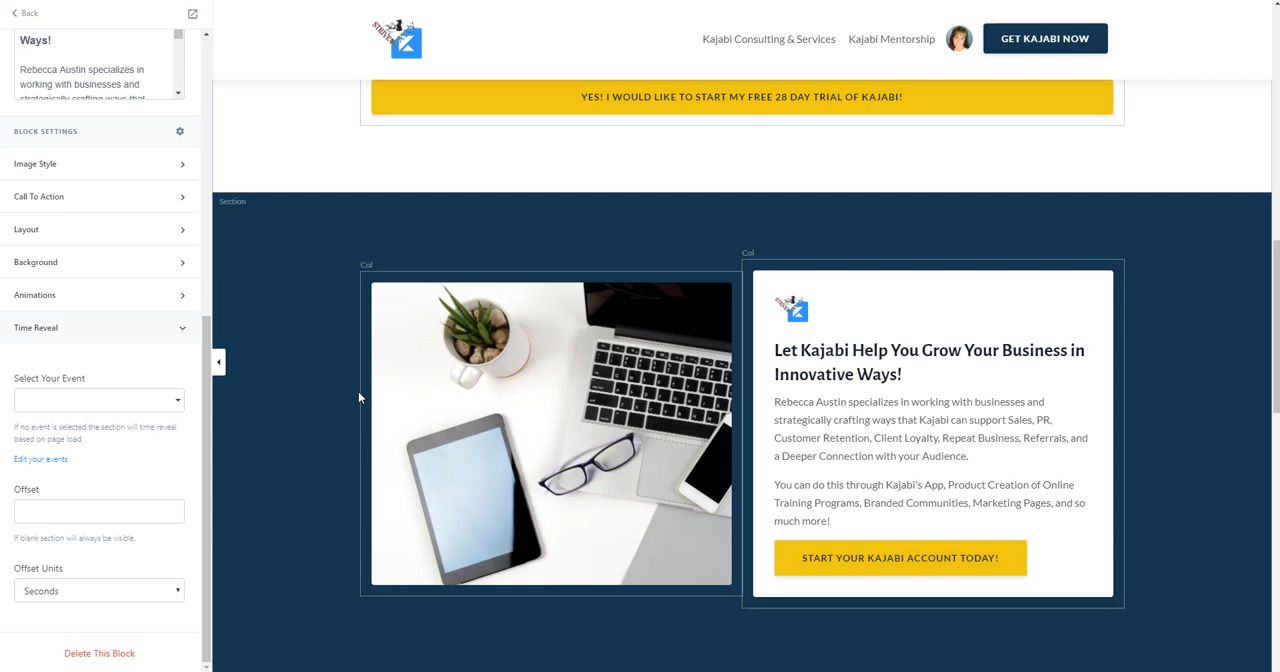 Back
Ways!
Rebecca Austin specializes in
working with businesses and
strategically crafting ways that
BLOCK SETTINGS
Image Style
Call To Action
Layout
Background
Animations
Time Reveal
Select Your Event
If no event is selected the section will time reveal
based on page load.
Edit your events
Offset
If blank section will always be visible.
Offset Units
Seconds
Delete This Block
Kajabi Consulting & Services
Kajabi Mentorship
GET KAJABI NOW
YES! I WOULD LIKE TO START MY FREE 28 DAY TRIAL OF KAJABI!
Section
Col
Col
Let Kajabi Help You Grow Your Business in
Innovative Ways!
Rebecca Austin specializes in working with businesses and
strategically crafting ways that Kajabi can support Sales, PR,
Customer Retention, Client Loyalty, Repeat Business, Referrals, and
a Deeper Connection with your Audience.
You can do this through Kajabi's App, Product Creation of Online
Training Programs, Branded Communities, Marketing Pages, and so
much more!
START YOUR KAJABI ACCOUNT TODAY!